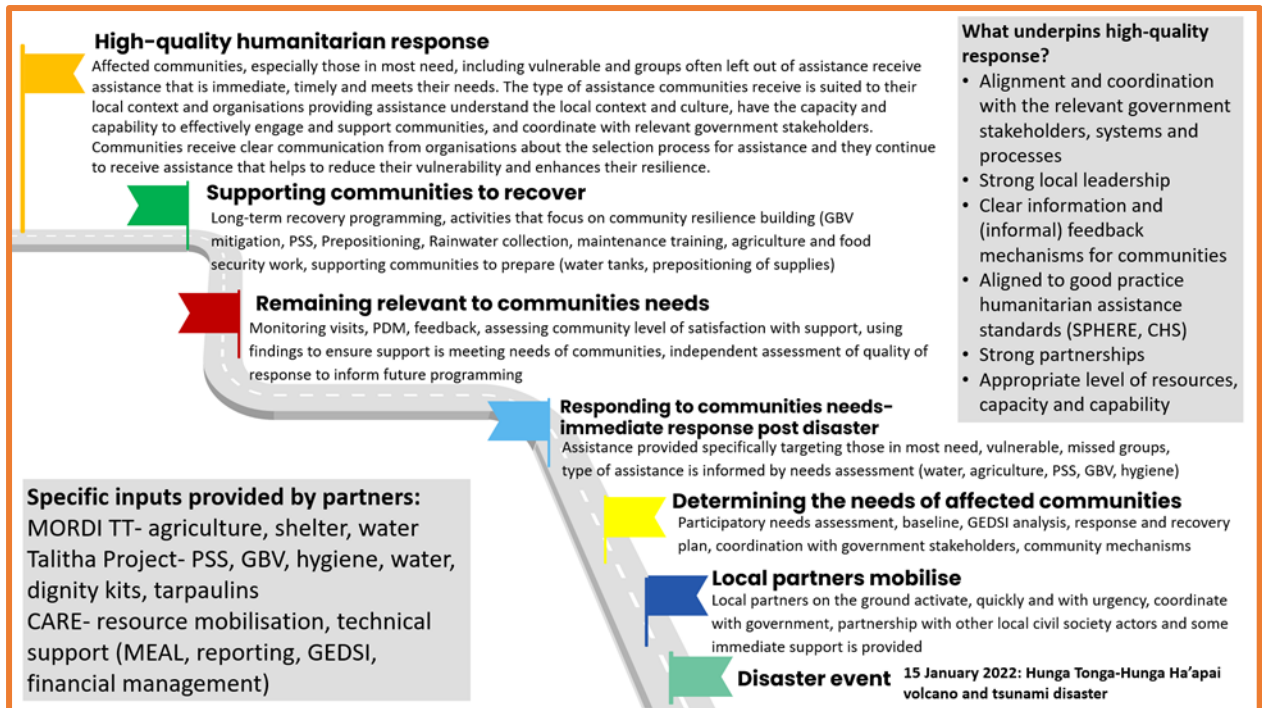 High-quality humanitarian response
Affected communities, especially those in most need, including vulnerable and groups often left out of assistance receive
assistance that is immediate, timely and meets their needs. The type of assistance communities receive is suited to their
local context and organisations providing assistance understand the local context and culture, have the capacity and
capability to effectively engage and support communities, and coordinate with relevant government stakeholders.
Communities receive clear communication from organisations about the selection process for assistance and they continue
to receive assistance that helps to reduce their vulnerability and enhances their resilience.
Supporting communities to recover
Long-term recovery programming, activities that focus on community resilience building (GBV
mitigation, PSS, Prepositioning, Rainwater collection, maintenance training, agriculture and food
security work, supporting communities to prepare (water tanks, prepositioning of supplies)
Remaining relevant to communities needs
Monitoring visits, PDM, feedback, assessing community level of satisfaction with support, using
findings to ensure support is meeting needs of communities, independent assessment of quality of
response to inform future programming
Responding to communities needs-
immediate response post disaster
Assistance provided specifically targeting those in most need, vulnerable, missed groups,
type of assistance is informed by needs assessment (water, agriculture, PSS, GBV, hygiene)
Determining the needs of affected communities
Participatory needs assessment, baseline, GEDSI analysis, response and recovery
plan, coordination with government stakeholders, community mechanisms
Local partners mobilise
Local partners on the ground activate, quickly and with urgency, coordinate
with government, partnership with other local civil society actors and some
immediate support is provided
Disaster event
15 January 2022: Hunga Tonga-Hunga Ha’apai
volcano and tsunami disaster
What underpins high-quality
response?
• Alignment and coordination
with the relevant government
stakeholders, systems and
processes
• Strong local leadership
• Clear information and
(informal) feedback
mechanisms for communities
• Aligned to good practice
humanitarian assistance
standards (SPHERE, CHS)
• Strong partnerships
• Appropriate level of resources,
capacity and capability
Specific inputs provided by partners:
MORDI TT- agriculture, shelter, water
Talitha Project- PSS, GBV, hygiene, water,
dignity kits, tarpaulins
CARE- resource mobilisation, technical
support (MEAL, reporting, GEDSI,
financial management)